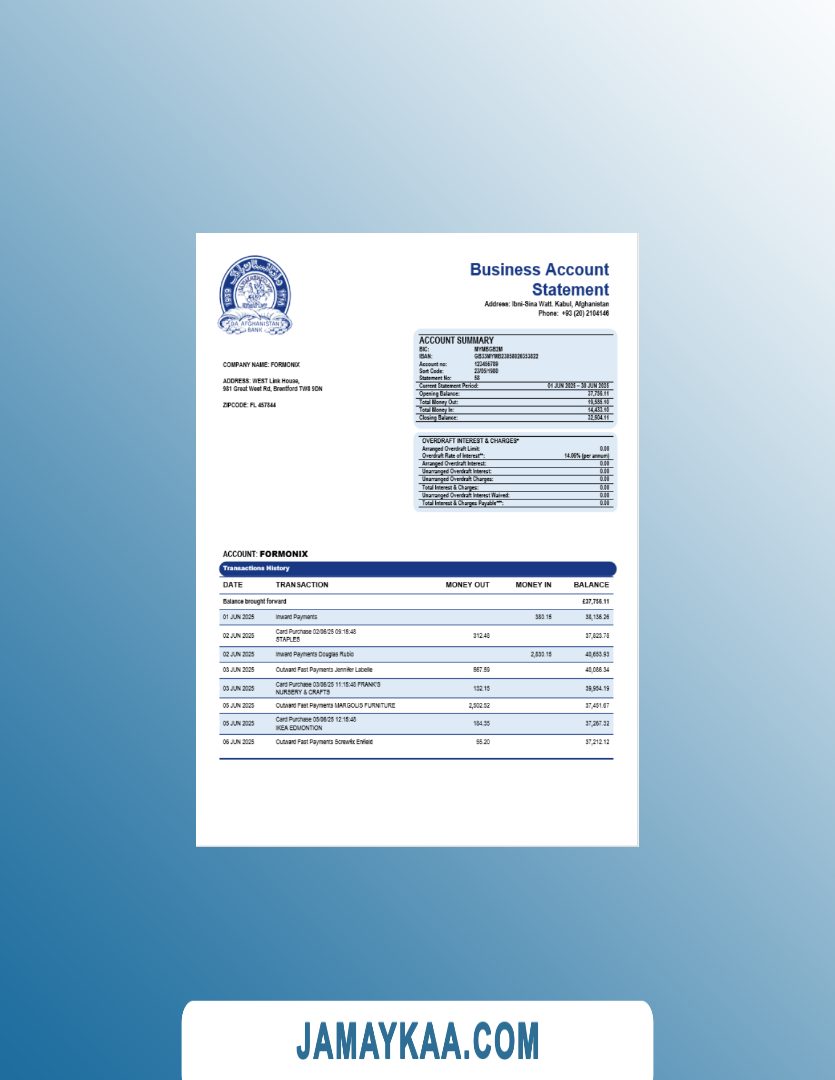 Business Account
Statement
Address: Ibni-Sina Watt. Kabul, Afghanistan
Phone: +93 (20) 2104146
1939
DA AFGHANISTAN
BANK
ACCOUNT SUMMARY
BIC: MYMBGB2M
IBAN: GB33MYMB23058026353822
Account no: 123456789
Sort Code: 23/05/1980
Statement No: 58
Current Statement Period: 01 JUN 2025 – 30 JUN 2025
Opening Balance: 37,756.11
Total Money Out: 19,585.10
Total Money In: 14,433.10
Closing Balance: 32,604.11
COMPANY NAME: FORMONIX
ADDRESS: WEST Link House,
981 Great West Rd, Brentford TW8 9DN
ZIPCODE: FL 457844
OVERDRAFT INTEREST & CHARGES*
Arranged Overdraft Limit: 0.00
Overdraft Rate of Interest**: 14.00% (per annum)
Arranged Overdraft Interest: 0.00
Unarranged Overdraft Interest: 0.00
Unarranged Overdraft Charges: 0.00
Total Interest & Charges: 0.00
Unarranged Overdraft Interest Waived: 0.00
Total Interest & Charges Payable***: 0.00
ACCOUNT: FORMONIX
Transactions History
DATE TRANSACTION MONEY OUT MONEY IN BALANCE
Balance brought forward £37,756.11
01 JUN 2025 Inward Payments 380.15 38,136.26
02 JUN 2025 Card Purchase 02/06/25 09:15:48 312.48 37,823.78
STAPLES
02 JUN 2025 Inward Payments Douglas Rubio 2,830.15 40,653.93
03 JUN 2025 Outward Fast Payments Jennifer Labelle 567.59 40,086.34
03 JUN 2025 Card Purchase 03/06/25 11:15:48 FRANK'S 132.15 39,954.19
NURSERY & CRAFTS
05 JUN 2025 Outward Fast Payments MARGOLIS FURNITURE 2,502.52 37,451.67
05 JUN 2025 Card Purchase 05/06/25 12:15:48 184.35 37,267.32
IKEA EDMONTION
06 JUN 2025 Outward Fast Payments Screwfix Enfield 55.20 37,212.12
JAMAYKAA.COM